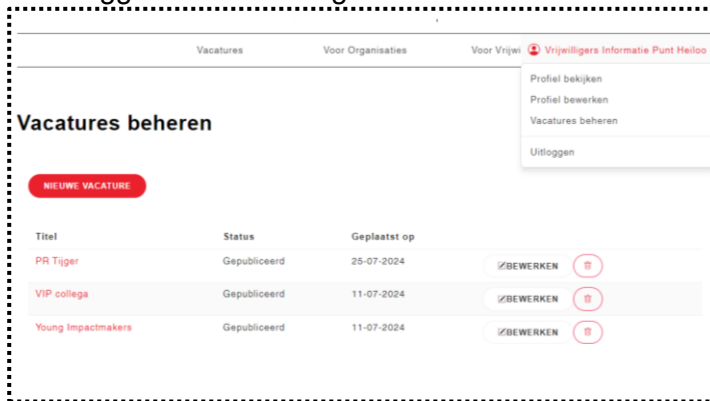 Vacatures Voor Organisaties Voor Vrijwi Vrijwilligers Informatie Punt Heiloo
Profiel bekijken
Profiel bewerken
Vacatures beheren
Uitloggen
Vacatures beheren
NIEUWE VACATURE
Titel Status Geplaatst op
PR Tijger Gepubliceerd 25-07-2024 BEWERKEN
VIP collega Gepubliceerd 11-07-2024 BEWERKEN
Young Impactmakers Gepubliceerd 11-07-2024 BEWERKEN